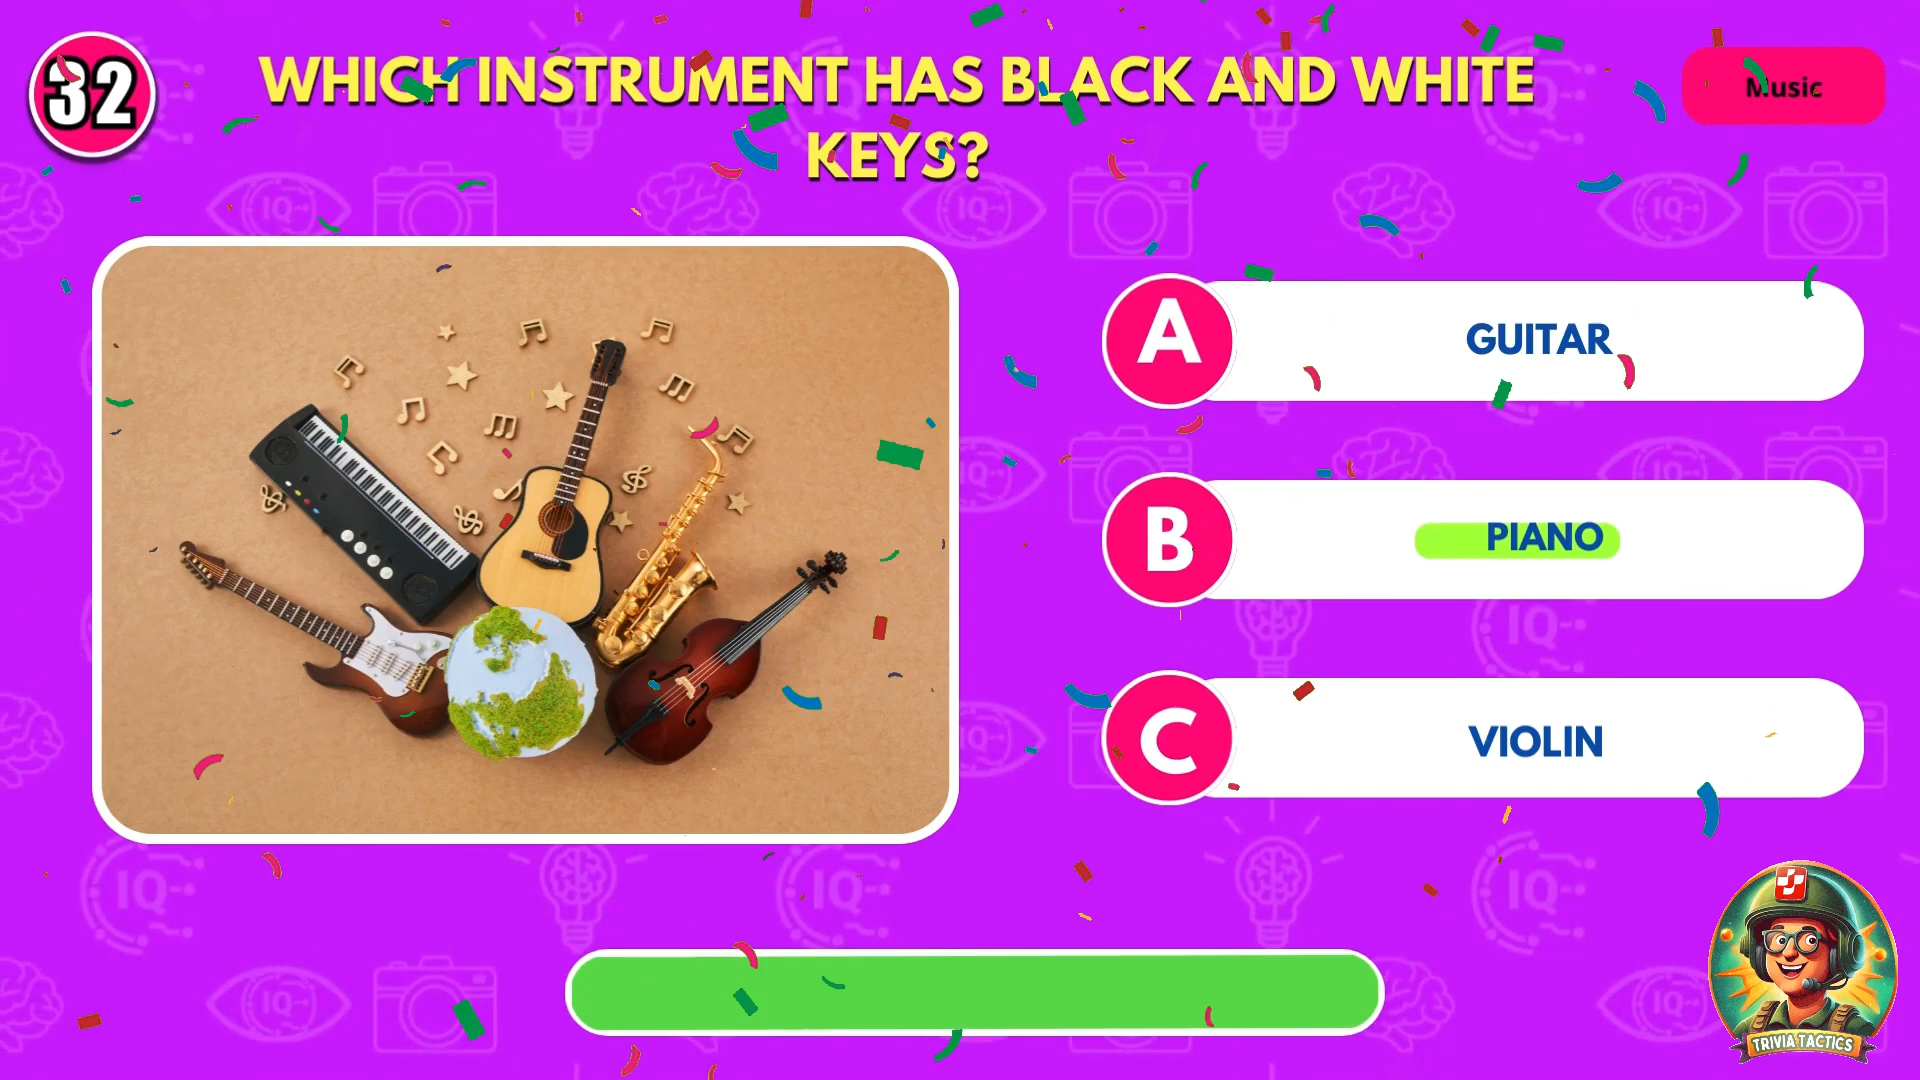 32
WHICH INSTRUMENT HAS BLACK AND WHITE
KEYS?
Music
A
GUITAR
B
PIANO
C
VIOLIN
TRIVIA TACTICS